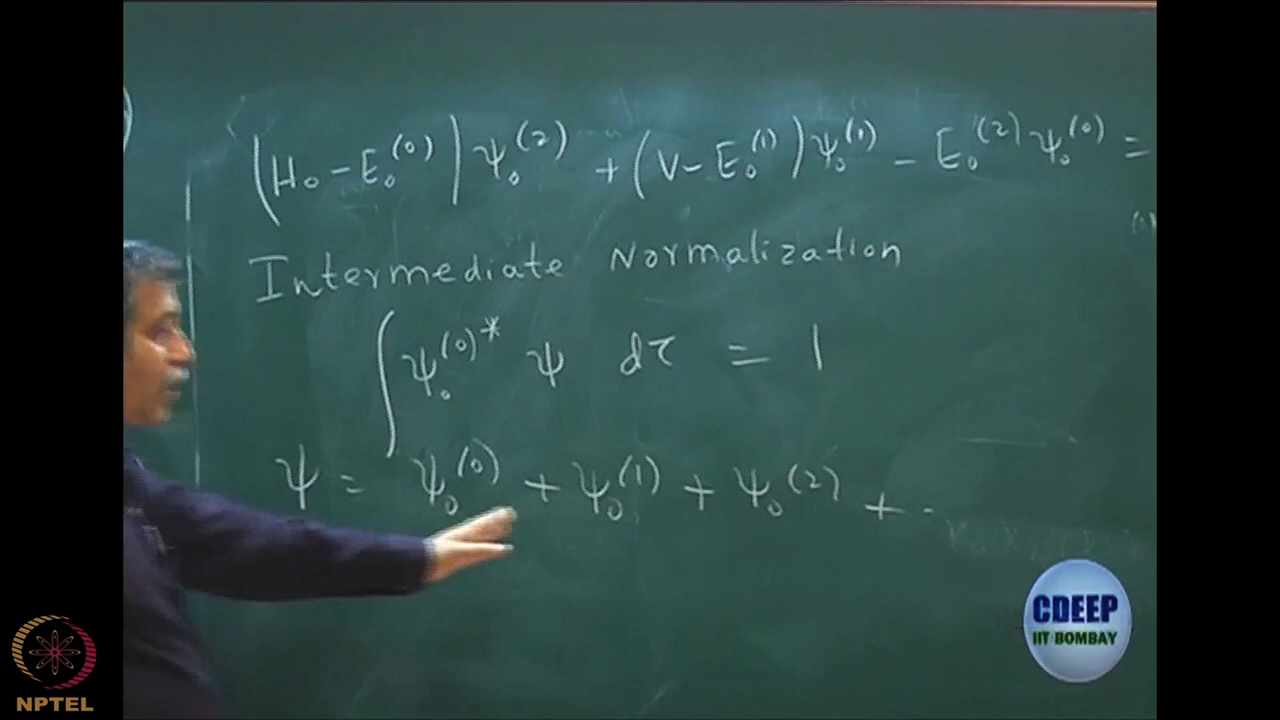 (H₀ - E₀⁽⁰⁾) ψ₀⁽²⁾ + (V - E₀⁽¹⁾) ψ₀⁽¹⁾ - E₀⁽²⁾ ψ₀⁽⁰⁾ =
Intermediate Normalization
∫ ψ₀⁽⁰⁾* ψ dτ = 1
ψ = ψ₀⁽⁰⁾ + ψ₀⁽¹⁾ + ψ₀⁽²⁾ + -
CDEEP
IIT BOMBAY
NPTEL